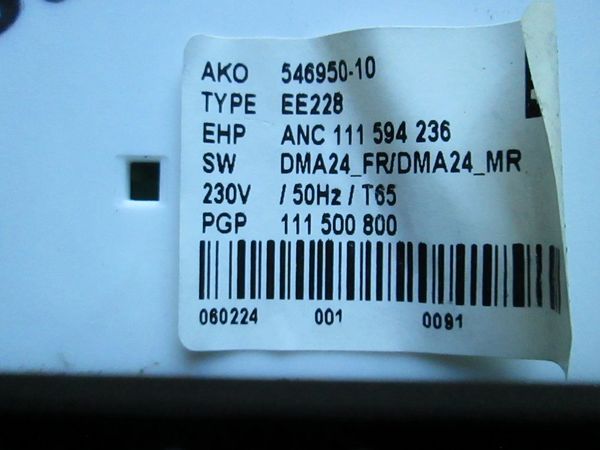 AKO 546950-10
TYPE EE228
EHP ANC 111 594 236
SW DMA24_FR/DMA24_MR
230V / 50Hz / T65
PGP 111 500 800
060224 001 0091